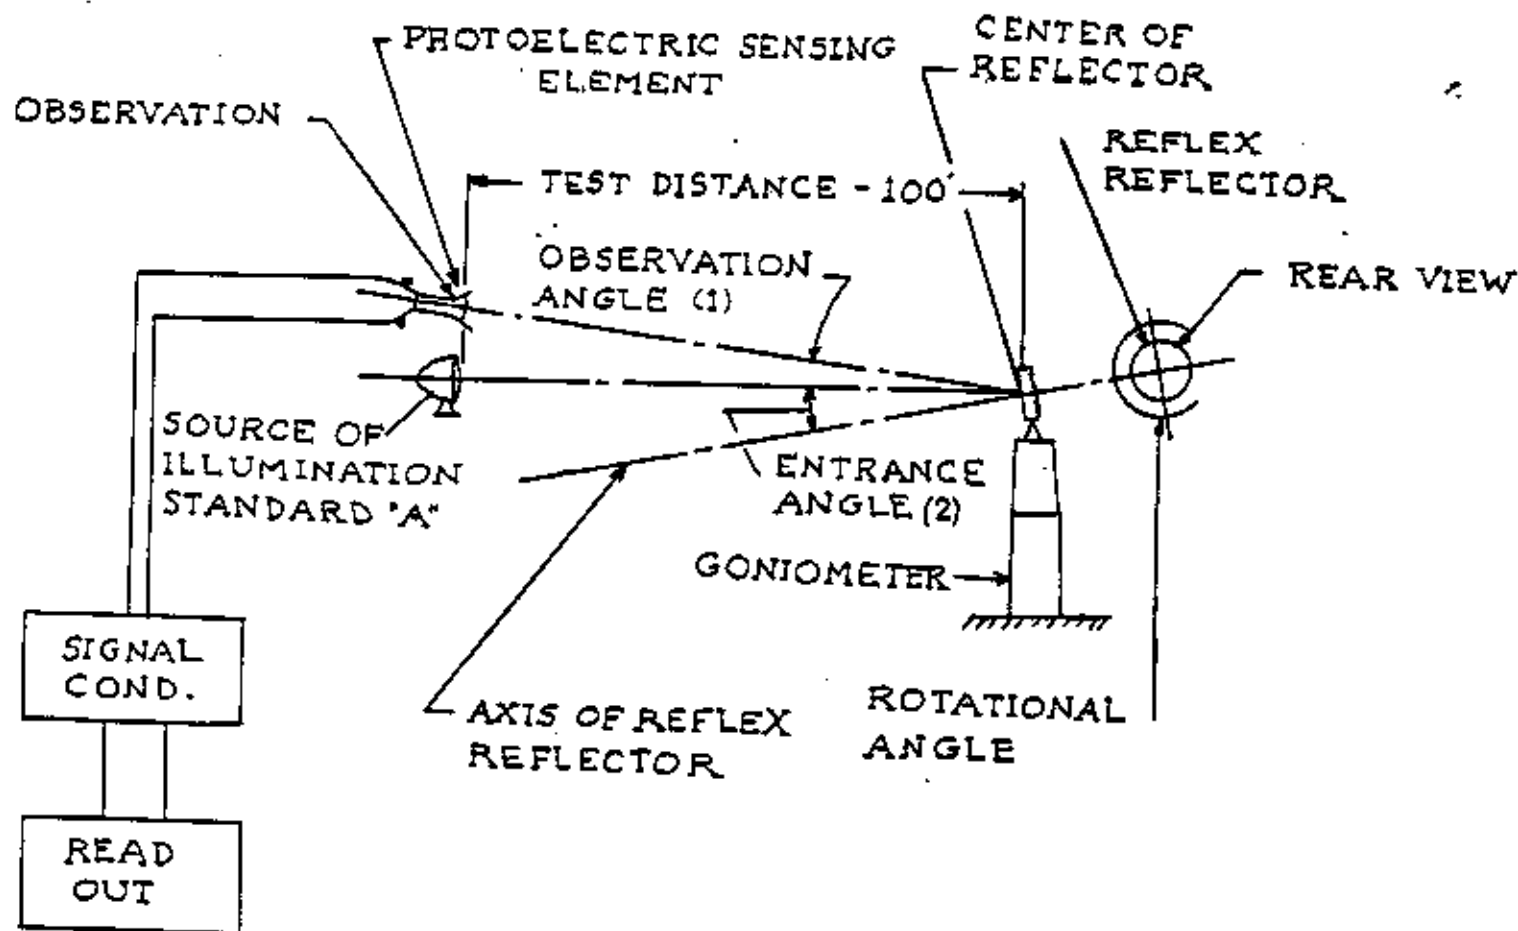 PHOTOELECTRIC SENSING
ELEMENT
CENTER OF
REFLECTOR
OBSERVATION
REFLEX
REFLECTOR
TEST DISTANCE - 100'
OBSERVATION
ANGLE (1)
REAR VIEW
SOURCE OF
ILLUMINATION
STANDARD "A"
ENTRANCE
ANGLE (2)
GONIOMETER
SIGNAL
COND.
AXIS OF REFLEX
REFLECTOR
ROTATIONAL
ANGLE
READ
OUT